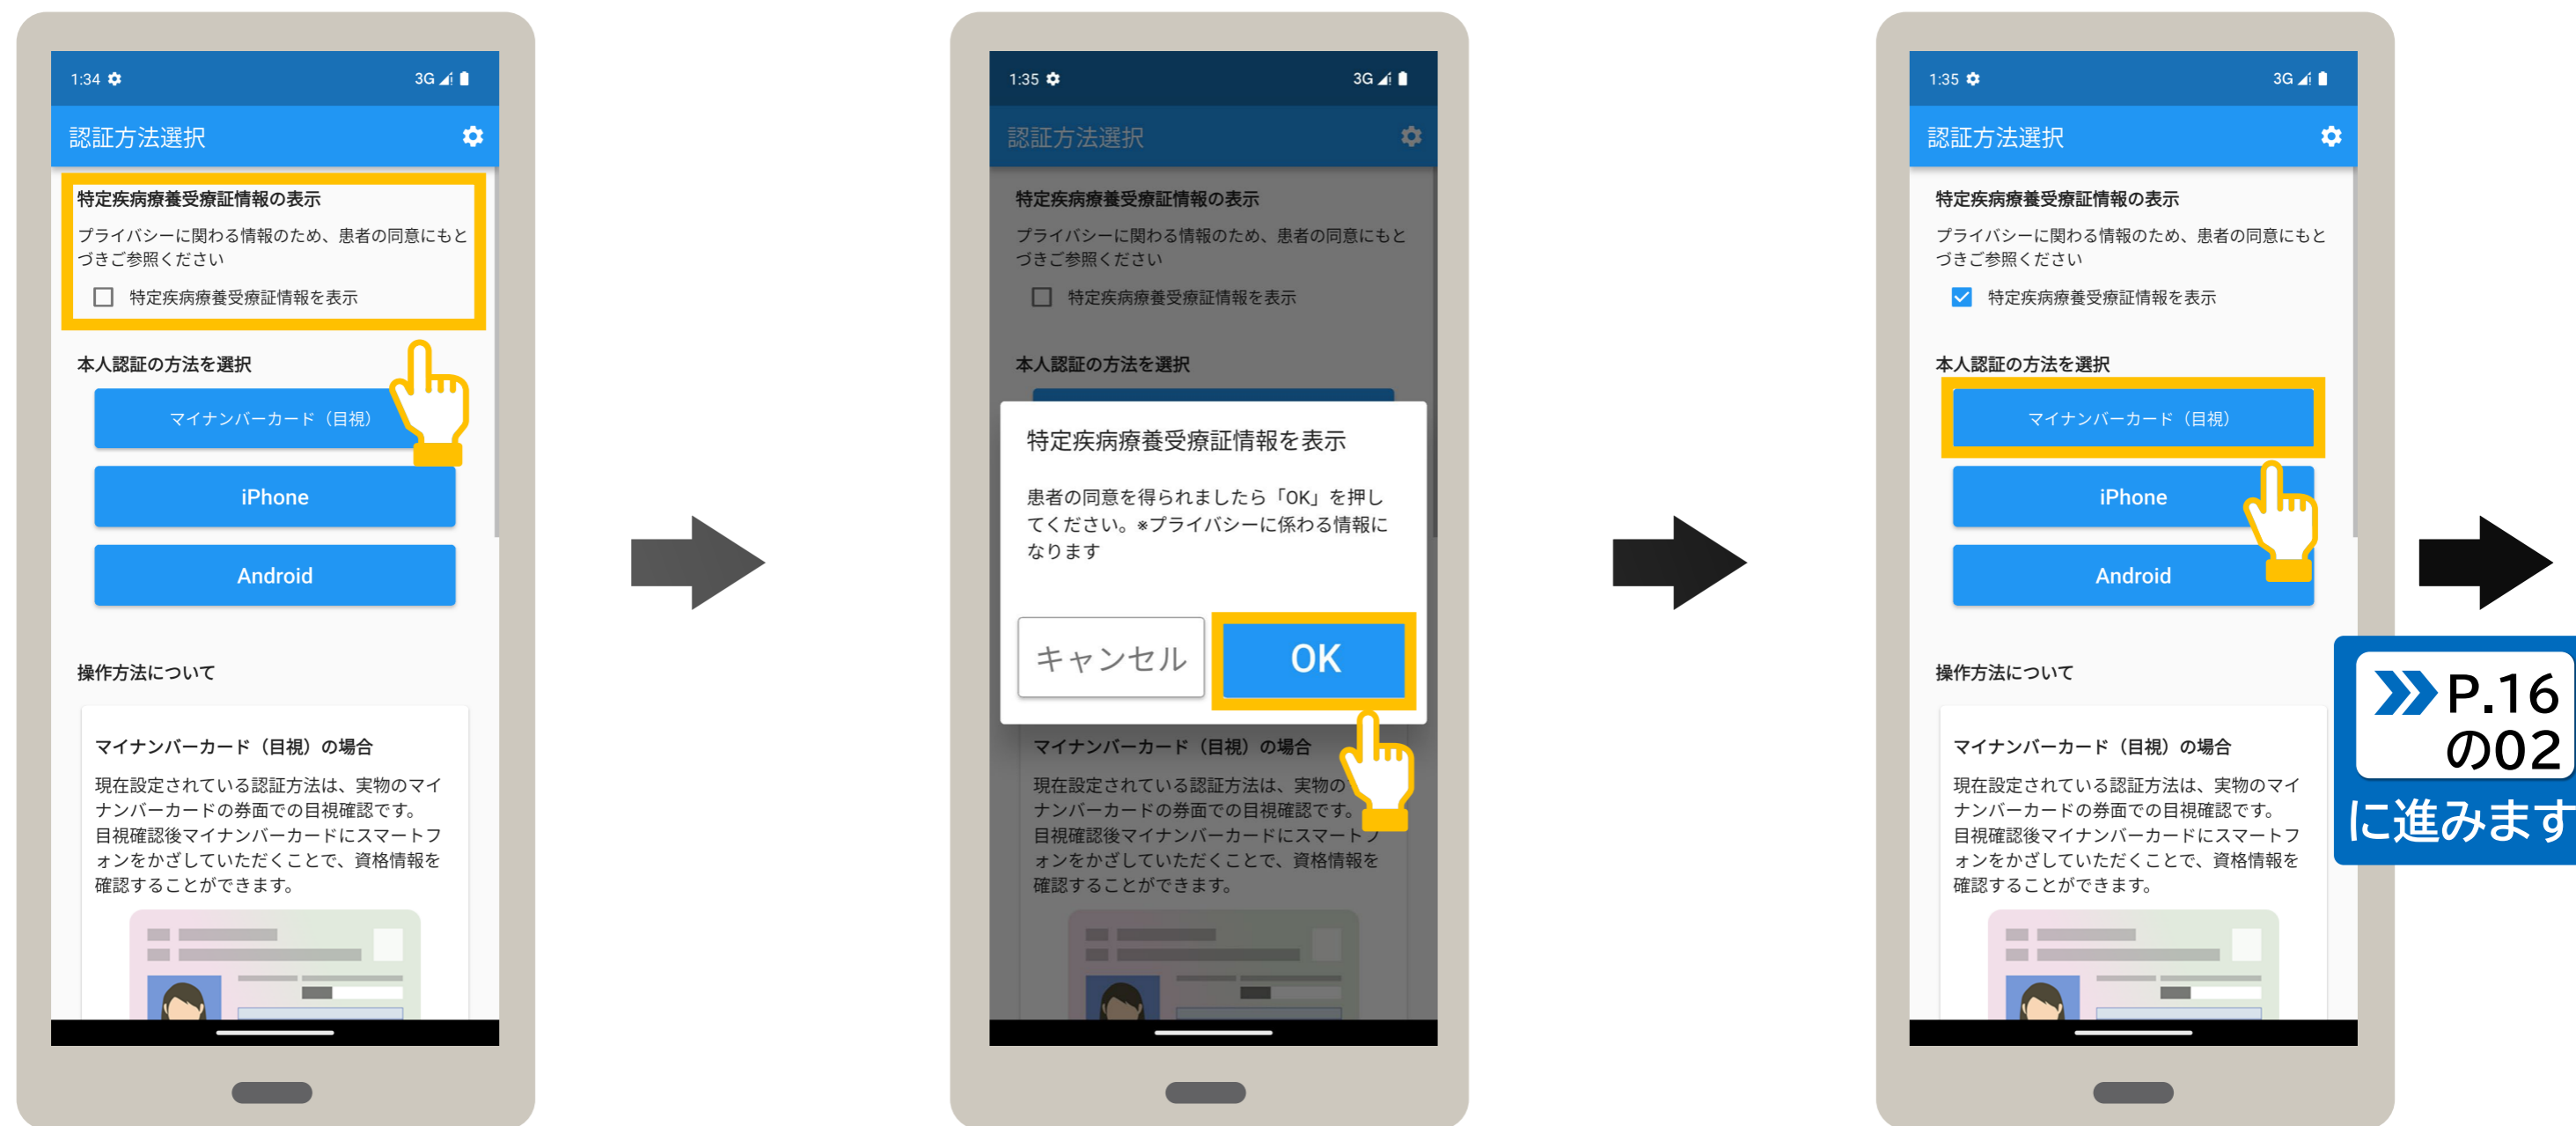 1:34
3G
認証方法選択
特定疾病療養受療証情報の表示
プライバシーに関わる情報のため、患者の同意にもと
づきご参照ください
特定疾病療養受療証情報を表示
本人認証の方法を選択
マイナンバーカード（目視）
iPhone
Android
操作方法について
マイナンバーカード（目視）の場合
現在設定されている認証方法は、実物のマイ
ナンバーカードの券面での目視確認です。
目視確認後マイナンバーカードにスマートフ
ォンをかざしていただくことで、資格情報を
確認することができます。
1:35
3G
認証方法選択
特定疾病療養受療証情報の表示
プライバシーに関わる情報のため、患者の同意にもと
づきご参照ください
特定疾病療養受療証情報を表示
本人認証の方法を選択
特定疾病療養受療証情報を表示
患者の同意を得られましたら「OK」を押し
てください。※プライバシーに係わる情報に
なります
キャンセル
OK
マイナンバーカード（目視）の場合
現在設定されている認証方法は、実物の
ナンバーカードの券面での目視確認です。
目視確認後マイナンバーカードにスマートフ
ォンをかざしていただくことで、資格情報を
確認することができます。
1:35
3G
認証方法選択
特定疾病療養受療証情報の表示
プライバシーに関わる情報のため、患者の同意にもと
づきご参照ください
特定疾病療養受療証情報を表示
本人認証の方法を選択
マイナンバーカード（目視）
iPhone
Android
操作方法について
マイナンバーカード（目視）の場合
現在設定されている認証方法は、実物のマイ
ナンバーカードの券面での目視確認です。
目視確認後マイナンバーカードにスマートフ
ォンをかざしていただくことで、資格情報を
確認することができます。
P.16
の02
に進みます